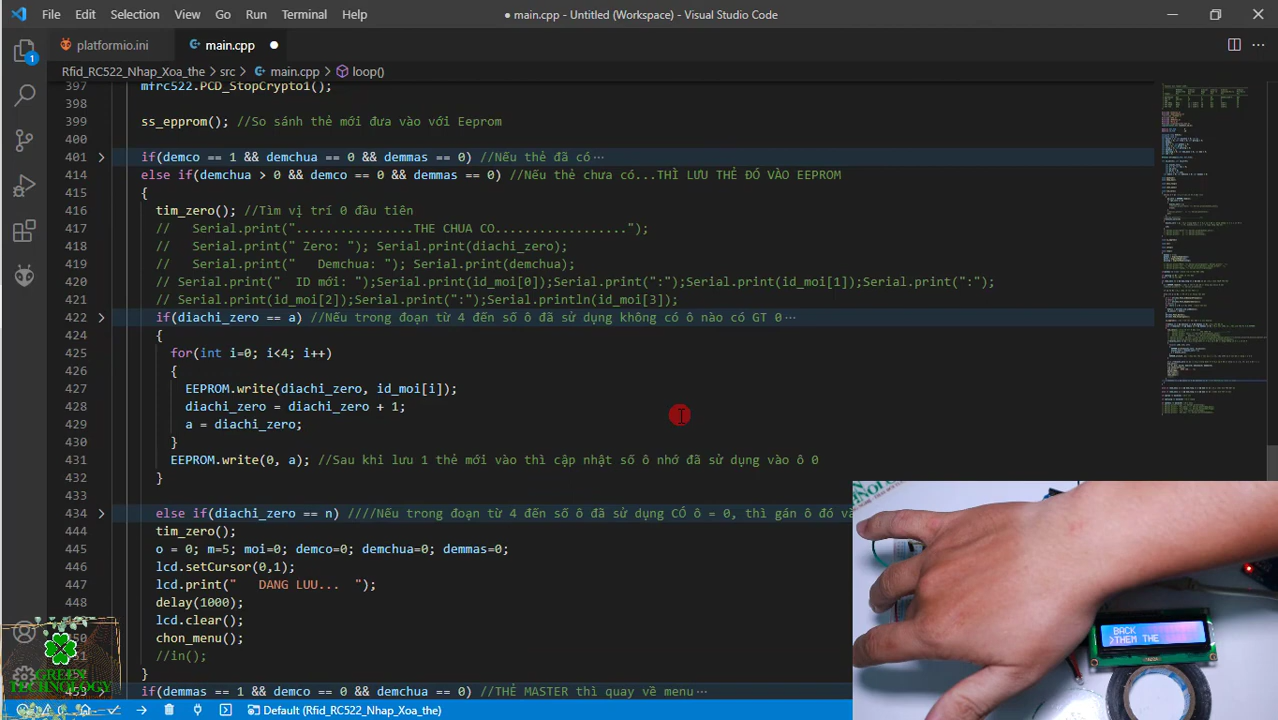 File Edit Selection View Go Run Terminal Help
● main.cpp - Untitled (Workspace) - Visual Studio Code
platformio.ini main.cpp
Rfid_RC522_Nhap_Xoa_the > src > main.cpp > loop()
397 mfrc522.PCD_StopCrypto1();
398
399 ss_epprom(); //So sánh thẻ mới đưa vào với Eeprom
400
401 if(demco == 1 && demchua == 0 && demmas == 0) //Nếu thẻ đã có…
414 else if(demchua > 0 && demco == 0 && demmas == 0) //Nếu thẻ chưa có...THÌ LƯU THẺ ĐÓ VÀO EEPROM
415 {
416 tim_zero(); //Tìm vị trí 0 đầu tiên
417 // Serial.print("................THE CHUA CO..................");
418 // Serial.print(" Zero: "); Serial.print(diachi_zero);
419 // Serial.print("   Demchua: "); Serial.print(demchua);
420 // Serial.print("   ID mới: ");Serial.print(id_moi[0]);Serial.print(":");Serial.print(id_moi[1]);Serial.print(":");
421 // Serial.print(id_moi[2]);Serial.print(":");Serial.println(id_moi[3]);
422 if(diachi_zero == a) //Nếu trong đoạn từ 4 đến số ô đã sử dụng không có ô nào có GT 0…
424 {
425 for(int i=0; i<4; i++)
426 {
427 EEPROM.write(diachi_zero, id_moi[i]);
428 diachi_zero = diachi_zero + 1;
429 a = diachi_zero;
430 }
431 EEPROM.write(0, a); //Sau khi lưu 1 thẻ mới vào thì cập nhật số ô nhớ đã sử dụng vào ô 0
432 }
433
434 else if(diachi_zero == n) ////Nếu trong đoạn từ 4 đến số ô đã sử dụng CÓ ô = 0, thì gán ô đó
444 tim_zero();
445 o = 0; m=5; moi=0; demco=0; demchua=0; demmas=0;
446 lcd.setCursor(0,1);
447 lcd.print("   DANG LUU...  ");
448 delay(1000);
lcd.clear();
chon_menu();
//in();
}
if(demmas == 1 && demco == 0 && demchua == 0) //THẺ MASTER thì quay về menu…
BACK
>THEM THE
GREEN
TECHNOLOGY
Default (Rfid_RC522_Nhap_Xoa_the)